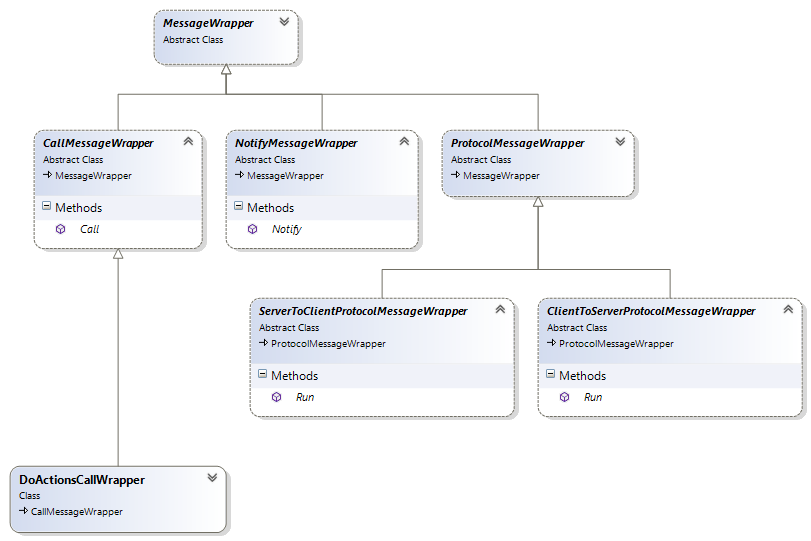 MessageWrapper
Abstract Class
CallMessageWrapper
Abstract Class
MessageWrapper
Methods
Call
NotifyMessageWrapper
Abstract Class
MessageWrapper
Methods
Notify
ProtocolMessageWrapper
Abstract Class
MessageWrapper
ServerToClientProtocolMessageWrapper
Abstract Class
ProtocolMessageWrapper
Methods
Run
ClientToServerProtocolMessageWrapper
Abstract Class
ProtocolMessageWrapper
Methods
Run
DoActionsCallWrapper
Class
CallMessageWrapper